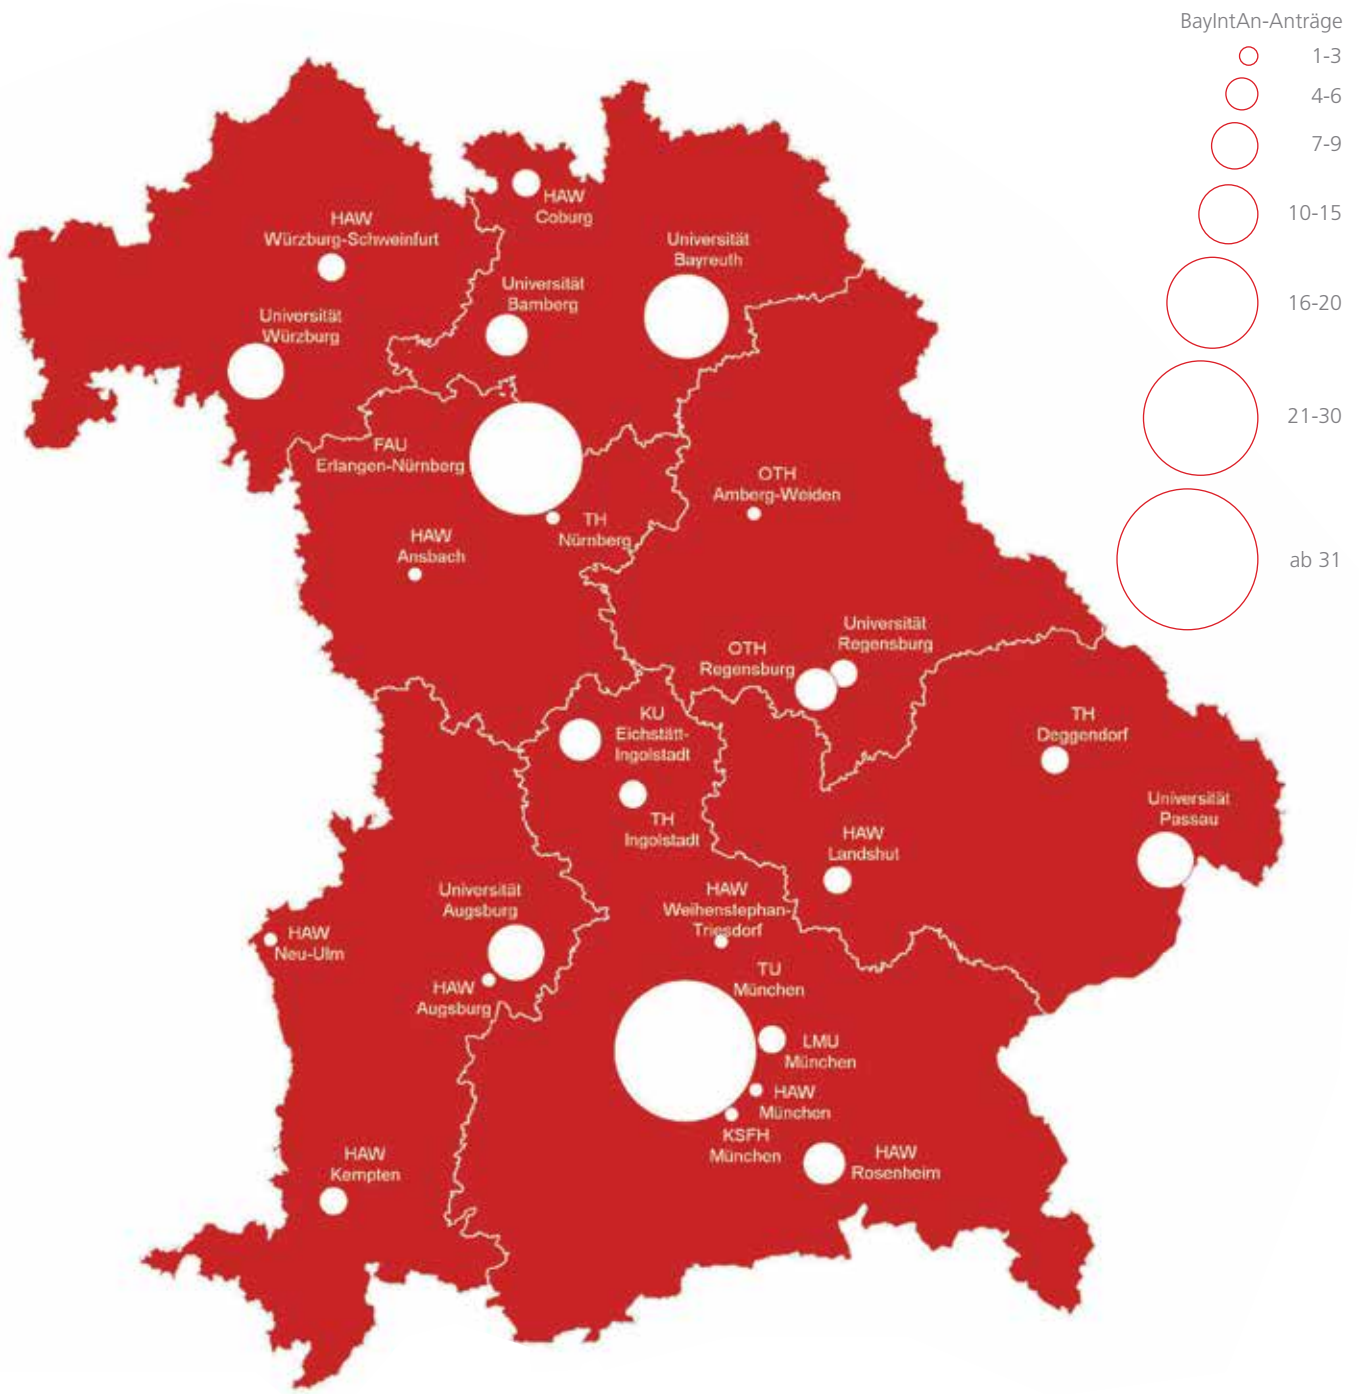 BayIntAn-Anträge
1-3
4-6
7-9
10-15
16-20
21-30
ab 31
HAW
Coburg
HAW
Würzburg-Schweinfurt
Universität
Bayreuth
Universität
Bamberg
Universität
Würzburg
FAU
Erlangen-Nürnberg
OTH
Amberg-Weiden
TH
Nürnberg
HAW
Ansbach
Universität
Regensburg
OTH
Regensburg
KU
Eichstätt-
Ingolstadt
TH
Deggendorf
Universität
Passau
TH
Ingolstadt
HAW
Landshut
Universität
Augsburg
HAW
Weihenstephan-
Triesdorf
HAW
Neu-Ulm
TU
München
HAW
Augsburg
LMU
München
HAW
München
KSFH
München
HAW
Kempten
HAW
Rosenheim